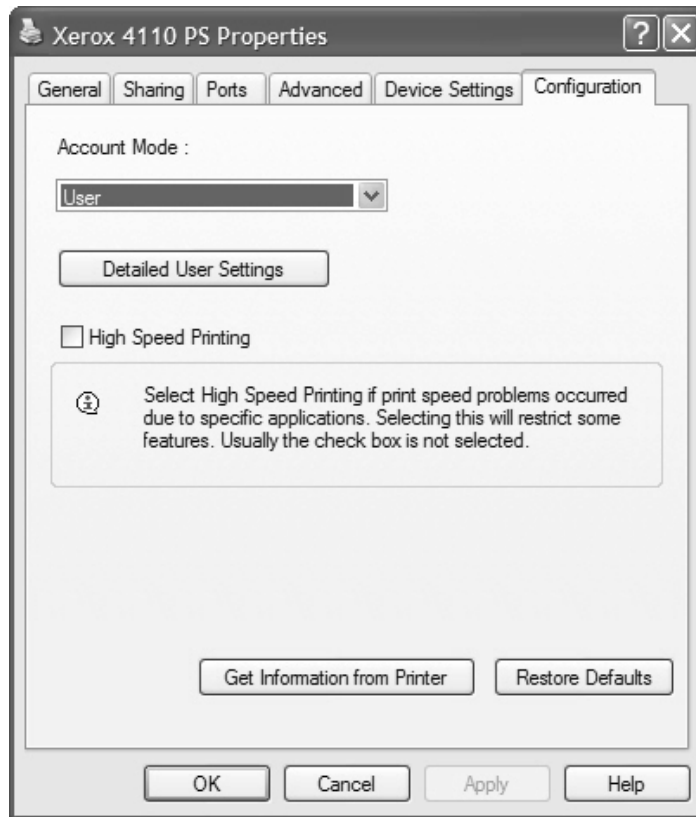 Xerox 4110 PS Properties
General Sharing Ports Advanced Device Settings Configuration
Account Mode :
User
Detailed User Settings
High Speed Printing
Select High Speed Printing if print speed problems occurred
due to specific applications. Selecting this will restrict some
features. Usually the check box is not selected.
Get Information from Printer Restore Defaults
OK Cancel Apply Help